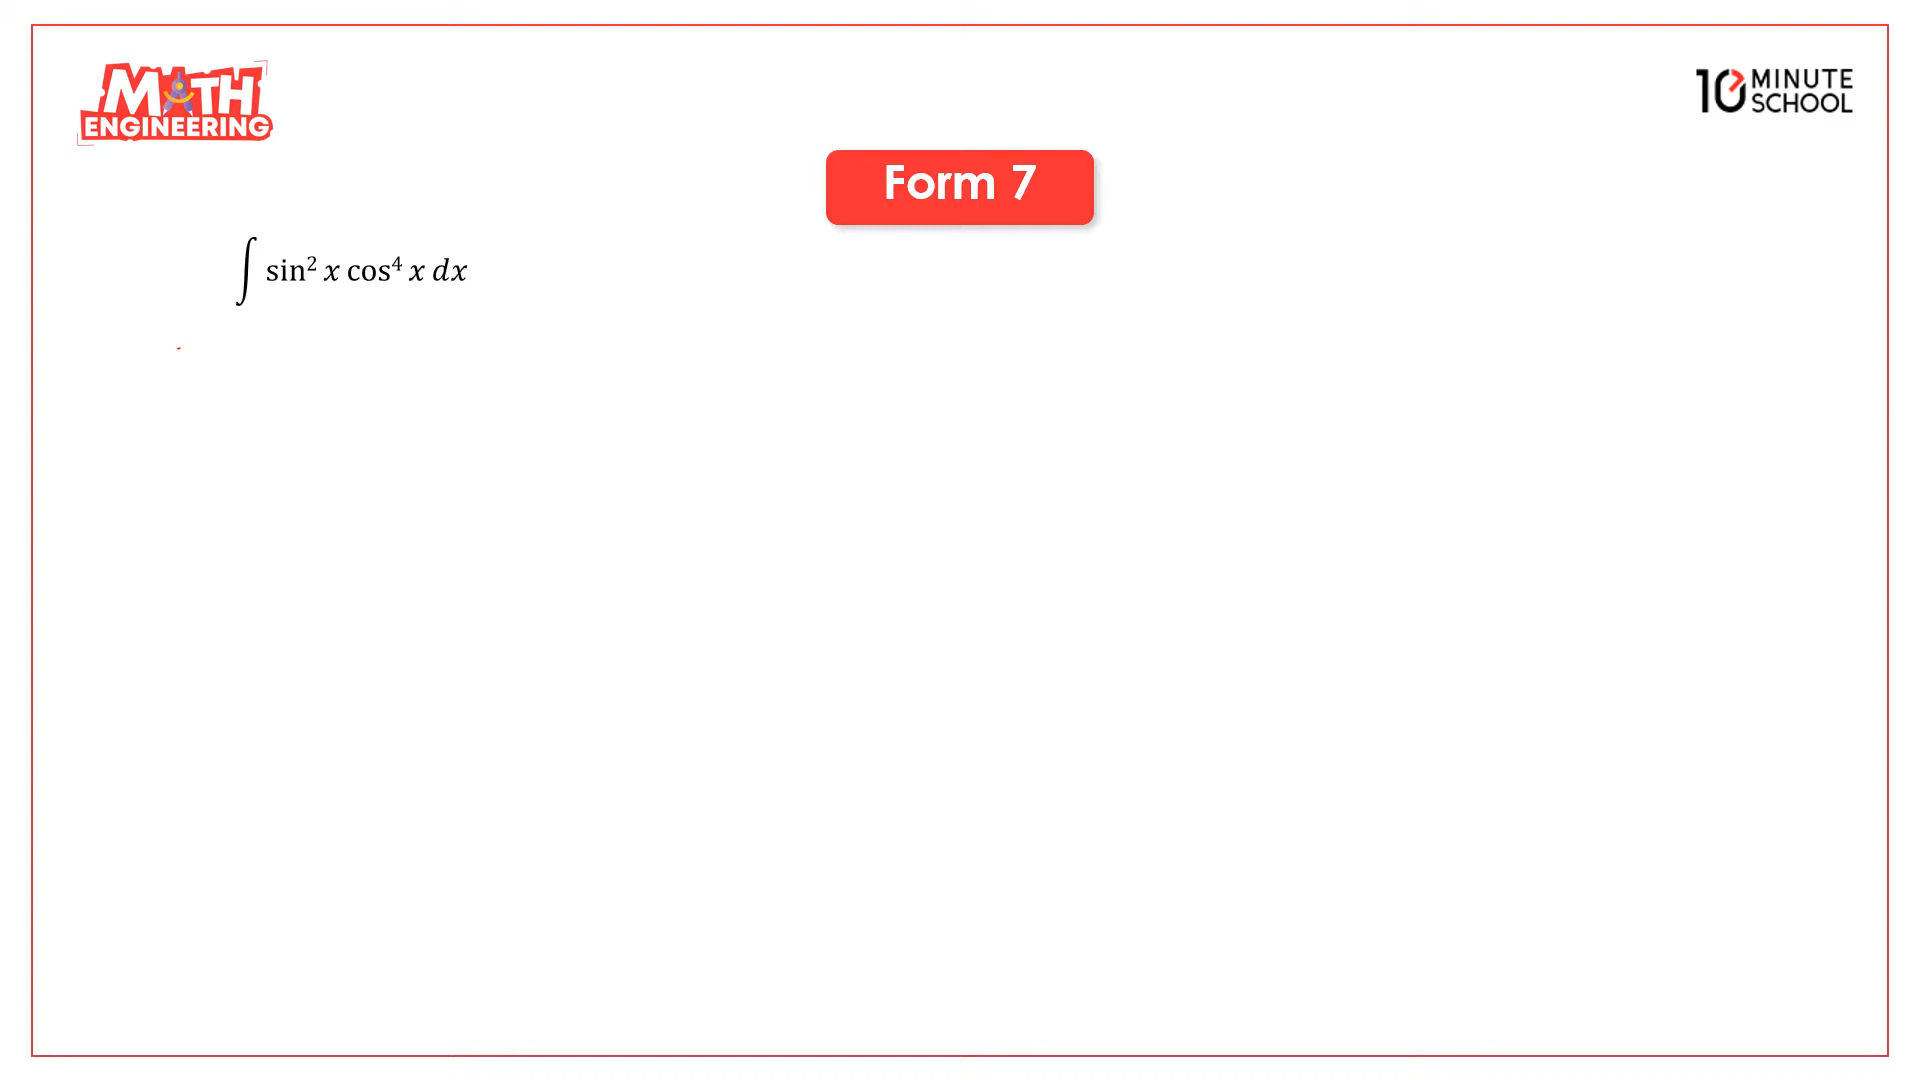 MATH
ENGINEERING
10 MINUTE
SCHOOL
Form 7
∫ sin² x cos⁴ x dx